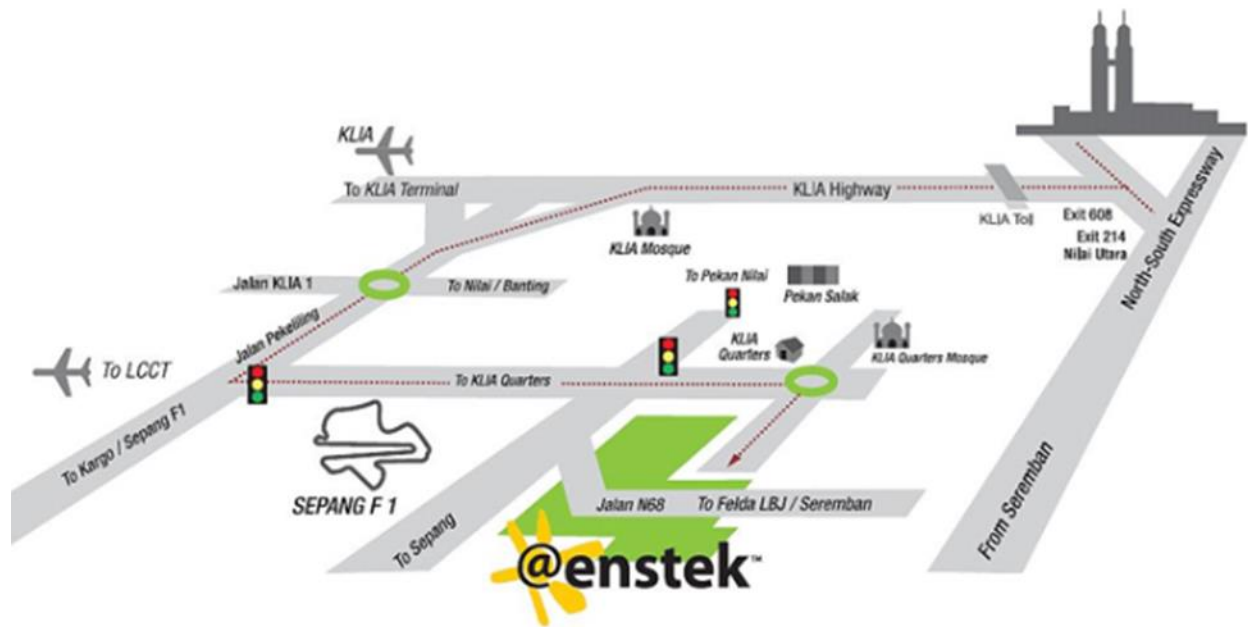 KLIA
To KLIA Terminal
KLIA Highway
KLIA Toll
Exit 608
Exit 214
Nilai Utara
North-South Expressway
KLIA Mosque
Jalan KLIA 1
To Nilai / Banting
To Pekan Nilai
Pekan Salak
Jalan Pekeliling
KLIA
Quarters
KLIA Quarters Mosque
To LCCT
To KLIA Quarters
To Kargo / Sepang F1
SEPANG F 1
Jalan N68
To Felda LBJ / Seremban
To Sepang
From Seremban
@enstek™